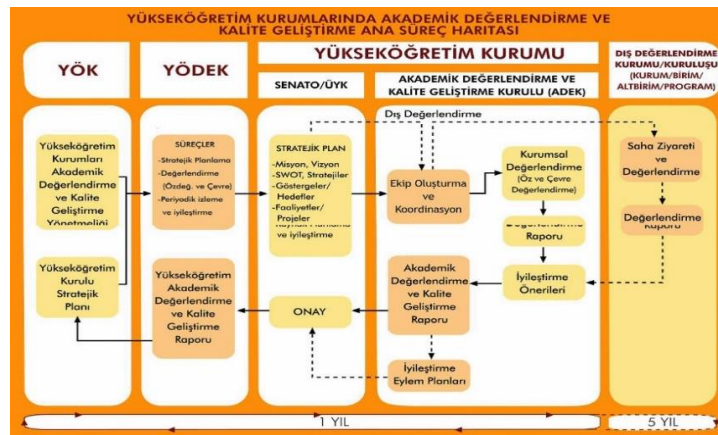 YÜKSEKÖĞRETİM KURUMLARINDA AKADEMİK DEĞERLENDİRME VE
KALİTE GELİŞTİRME ANA SÜREÇ HARİTASI
YÖK
YÖDEK
YÜKSEKÖĞRETİM KURUMU
SENATO/ÜYK
AKADEMİK DEĞERLENDİRME VE
KALİTE GELİŞTİRME KURULU (ADEK)
DIŞ DEĞERLENDİRME
KURUMU/KURULUŞU
(KURUM/BİRİM/
ALTBİRİM/PROGRAM)
Yükseköğretim
Kurumları
Akademik
Değerlendirme
ve Kalite
Geliştirme
Yönetmeliği
Yükseköğretim
Kurulu
Stratejik
Planı
SÜREÇLER
-Stratejik Planlama
-Değerlendirme
(Özdeğ. ve Çevre)
-Periyodik izleme
ve iyileştirme
Yükseköğretim
Akademik
Değerlendirme
ve Kalite
Geliştirme
Raporu
STRATEJİK PLAN
-Misyon, Vizyon
-SWOT, Stratejiler
-Göstergeler/
Hedefler
-Faaliyetler/
Projeler
ve iyileştirme
ONAY
Dış Değerlendirme
Ekip Oluşturma
ve
Koordinasyon
Kurumsal
Değerlendirme
(Öz ve Çevre
Değerlendirme)
Değerlendirme
Raporu
İyileştirme
Önerileri
Akademik
Değerlendirme
ve Kalite
Geliştirme
Raporu
İyileştirme
Eylem Planları
Saha Ziyareti
ve
Değerlendirme
Değerlendirme
Raporu
1 YIL
5 YIL